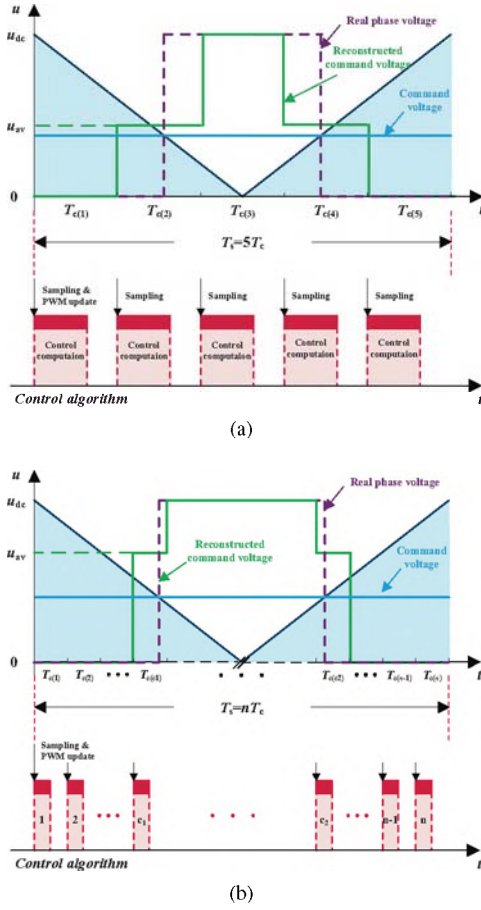 u
u_dc
Real phase voltage
Reconstructed
command voltage
Command
voltage
u_av
0
T_c(1) T_c(2) T_c(3) T_c(4) T_c(5) t
T_s=5T_c
Sampling &
PWM update
Sampling
Sampling
Sampling
Sampling
Control
computaion
Control
computaion
Control
computaion
Control
computaion
Control
computaion
Control algorithm
t
(a)
u
u_dc
Real phase voltage
Reconstructed
command voltage
Command
voltage
u_av
0
T_c(1) T_c(2) ••• T_c(c1) • • • T_c(c2) ••• T_c(n-1) T_c(n) t
T_s=nT_c
Sampling &
PWM update
1 2 ••• c_1 • • • c_2 ••• n-1 n
Control algorithm
t
(b)